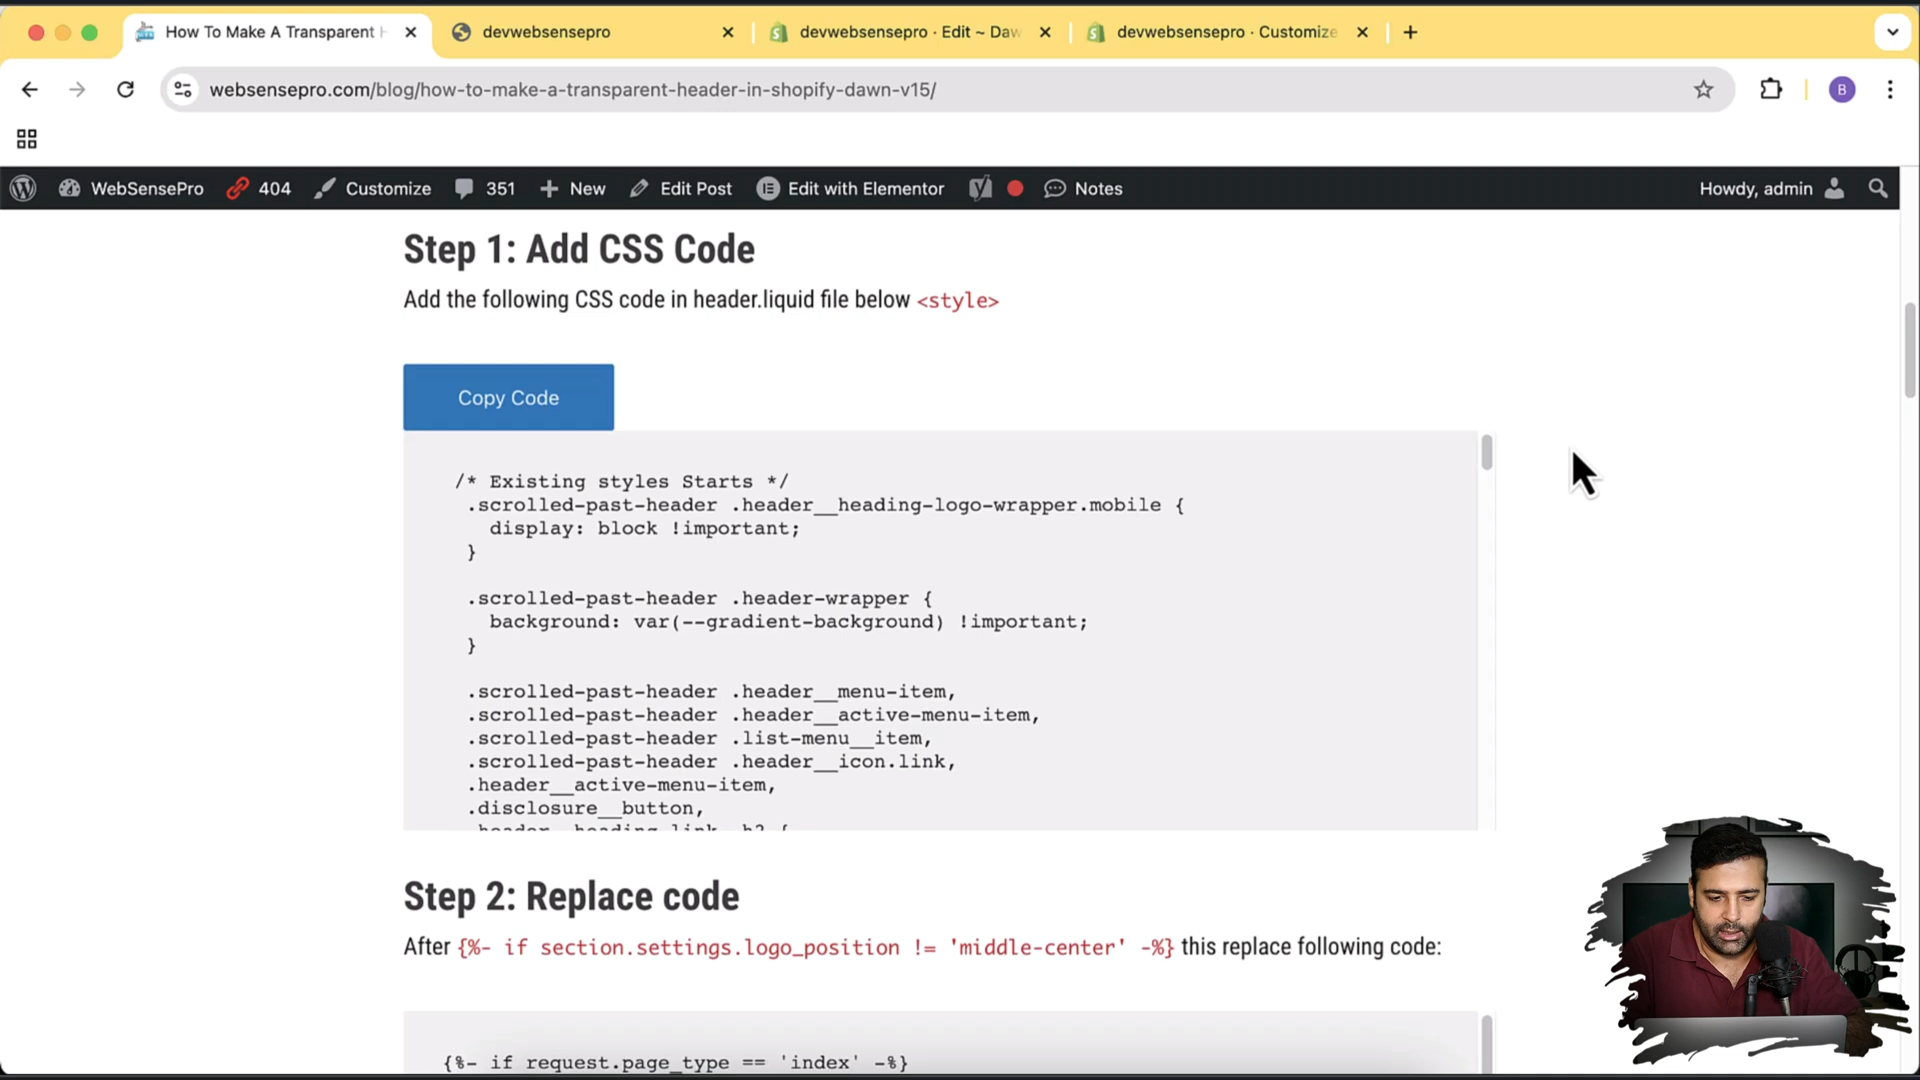 How To Make A Transparent H
devwebsensepro
devwebsensepro · Edit ~ Daw
devwebsensepro · Customize
websensepro.com/blog/how-to-make-a-transparent-header-in-shopify-dawn-v15/
B
WebSensePro
404
Customize
351
New
Edit Post
Edit with Elementor
Notes
Howdy, admin
Step 1: Add CSS Code
Add the following CSS code in header.liquid file below <style>
Copy Code
/* Existing styles Starts */
.scrolled-past-header .header__heading-logo-wrapper.mobile {
display: block !important;
}
.scrolled-past-header .header-wrapper {
background: var(--gradient-background) !important;
}
.scrolled-past-header .header__menu-item,
.scrolled-past-header .header__active-menu-item,
.scrolled-past-header .list-menu__item,
.scrolled-past-header .header__icon.link,
.header__active-menu-item,
.disclosure__button,
.header__heading-link .h2 {
Step 2: Replace code
After {%- if section.settings.logo_position != 'middle-center' -%} this replace following code:
{%- if request.page_type == 'index' -%}